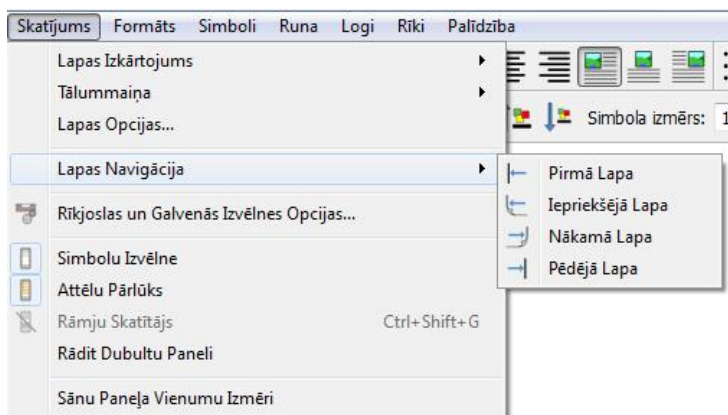 Skatījums Formāts Simboli Runa Logi Rīki Palīdzība
Lapas Izkārtojums
Tālummaiņa
Lapas Opcijas...
Simbola izmērs: 1
Lapas Navigācija
Pirmā Lapa
Iepriekšējā Lapa
Nākamā Lapa
Pēdējā Lapa
Rīkjoslas un Galvenās Izvēlnes Opcijas...
Simbolu Izvēlne
Attēlu Pārlūks
Rāmju Skatītājs Ctrl+Shift+G
Rādit Dubultu Paneli
Sānu Paneļa Vienumu Izmēri